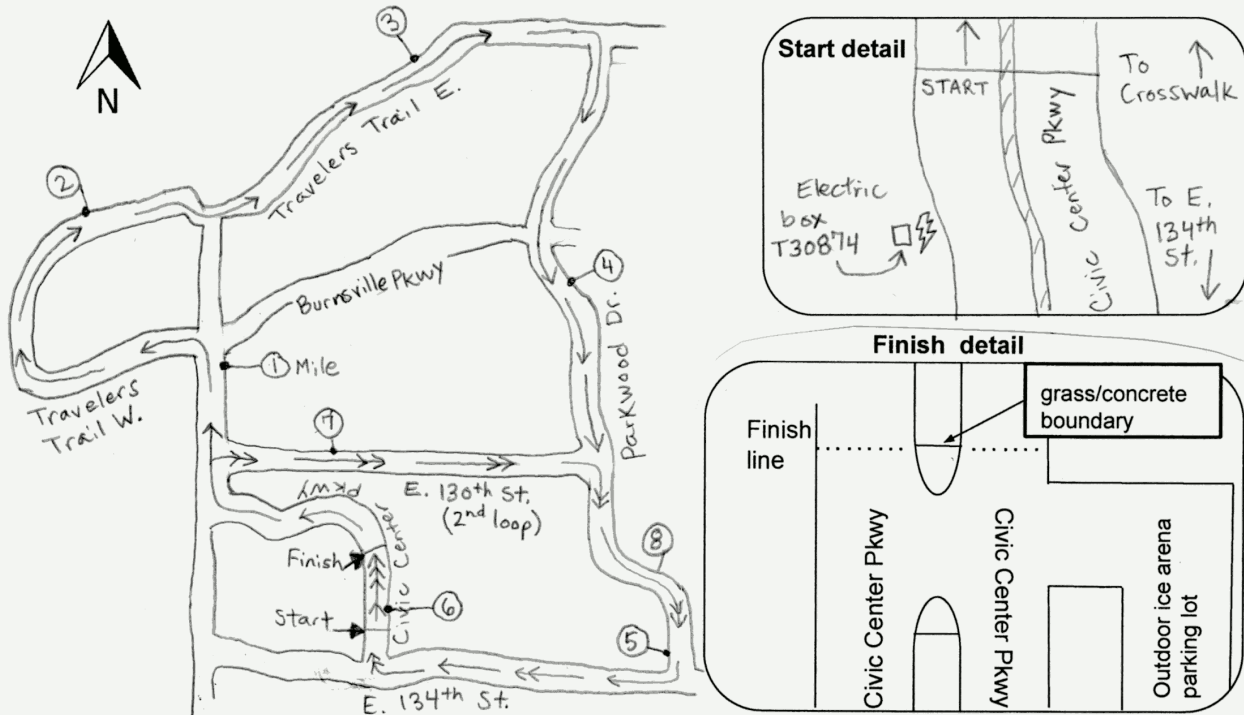 N
3
Travelers Trail E.
2
Burnsville Pkwy
4
Parkwood Dr.
1 Mile
Travelers
Trail W.
7
E. 130th St.
(2nd loop)
Civic Center
Pkwy
8
Finish
6
Start
5
E. 134th St.
Start detail
START
To
Crosswalk
Civic Center Pkwy
Electric
box
T30874
To E.
134th
St.
Finish detail
grass/concrete
boundary
Finish
line
Civic Center Pkwy
Civic Center Pkwy
Outdoor ice arena
parking lot